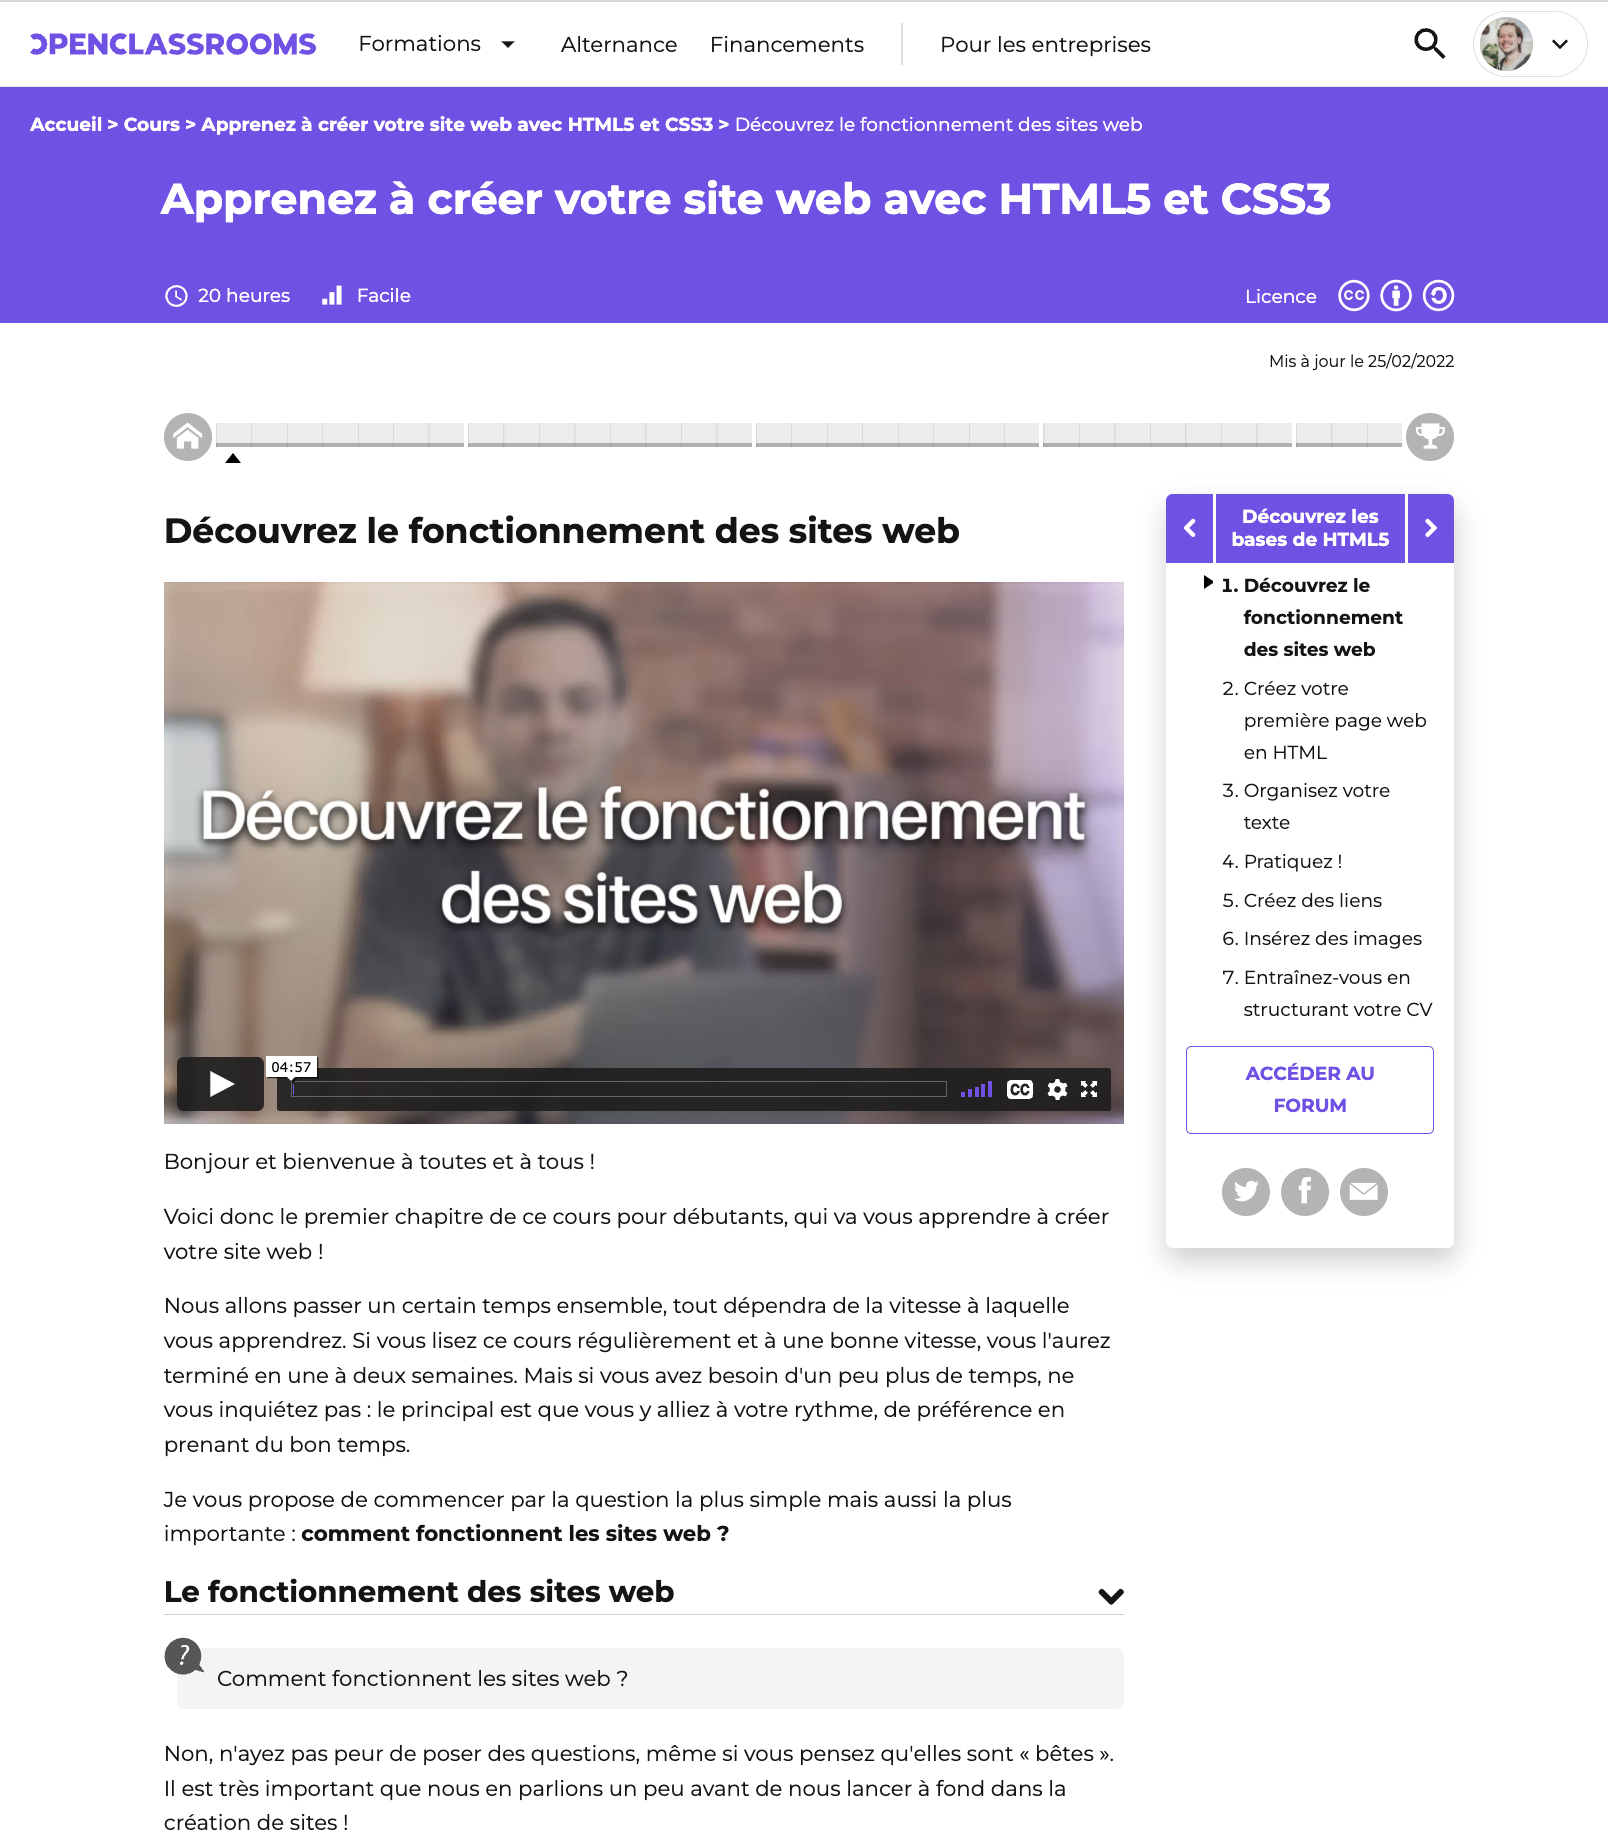 OPENCLASSROOMS
Formations
Alternance
Financements
Pour les entreprises
Accueil > Cours > Apprenez à créer votre site web avec HTML5 et CSS3 > Découvrez le fonctionnement des sites web
Apprenez à créer votre site web avec HTML5 et CSS3
20 heures
Facile
Licence
CC
Mis à jour le 25/02/2022
Découvrez le fonctionnement des sites web
Découvrez le fonctionnement
des sites web
04:57
CC
Bonjour et bienvenue à toutes et à tous !
Voici donc le premier chapitre de ce cours pour débutants, qui va vous apprendre à créer
votre site web !
Nous allons passer un certain temps ensemble, tout dépendra de la vitesse à laquelle
vous apprendrez. Si vous lisez ce cours régulièrement et à une bonne vitesse, vous l'aurez
terminé en une à deux semaines. Mais si vous avez besoin d'un peu plus de temps, ne
vous inquiétez pas : le principal est que vous y alliez à votre rythme, de préférence en
prenant du bon temps.
Je vous propose de commencer par la question la plus simple mais aussi la plus
importante : comment fonctionnent les sites web ?
Le fonctionnement des sites web
?
Comment fonctionnent les sites web ?
Non, n'ayez pas peur de poser des questions, même si vous pensez qu'elles sont « bêtes ».
Il est très important que nous en parlions un peu avant de nous lancer à fond dans la
création de sites !
Découvrez les
bases de HTML5
1. Découvrez le
fonctionnement
des sites web
2. Créez votre
première page web
en HTML
3. Organisez votre
texte
4. Pratiquez !
5. Créez des liens
6. Insérez des images
7. Entraînez-vous en
structurant votre CV
ACCÉDER AU
FORUM